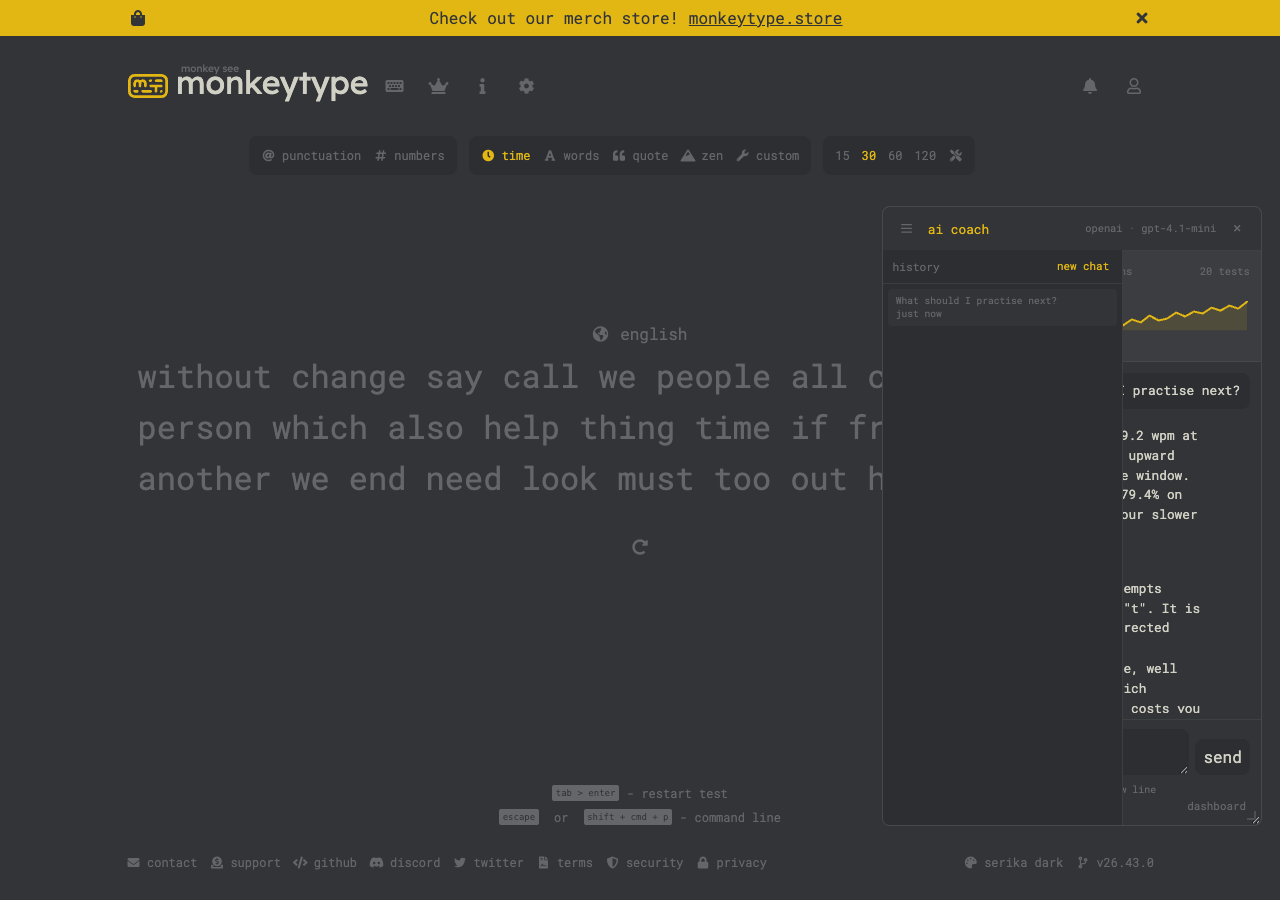 Check out our merch store! monkeytype.store
monkey see
monkeytype
punctuation numbers time words quote zen custom 15 30 60 120
ai coach openai · gpt-4.1-mini ×
history new chat
20 tests
What should I practise next?
just now
english
without change say call we people all
person which also help thing time if
another we end need look must too out
practise next?
9.2 wpm at
upward
window.
79.4% on
slower
"t". It is
, well
costs you
send
line
dashboard
tab > enter - restart test
escape or shift + cmd + p - command line
contact support github discord twitter terms security privacy serika dark v26.43.0